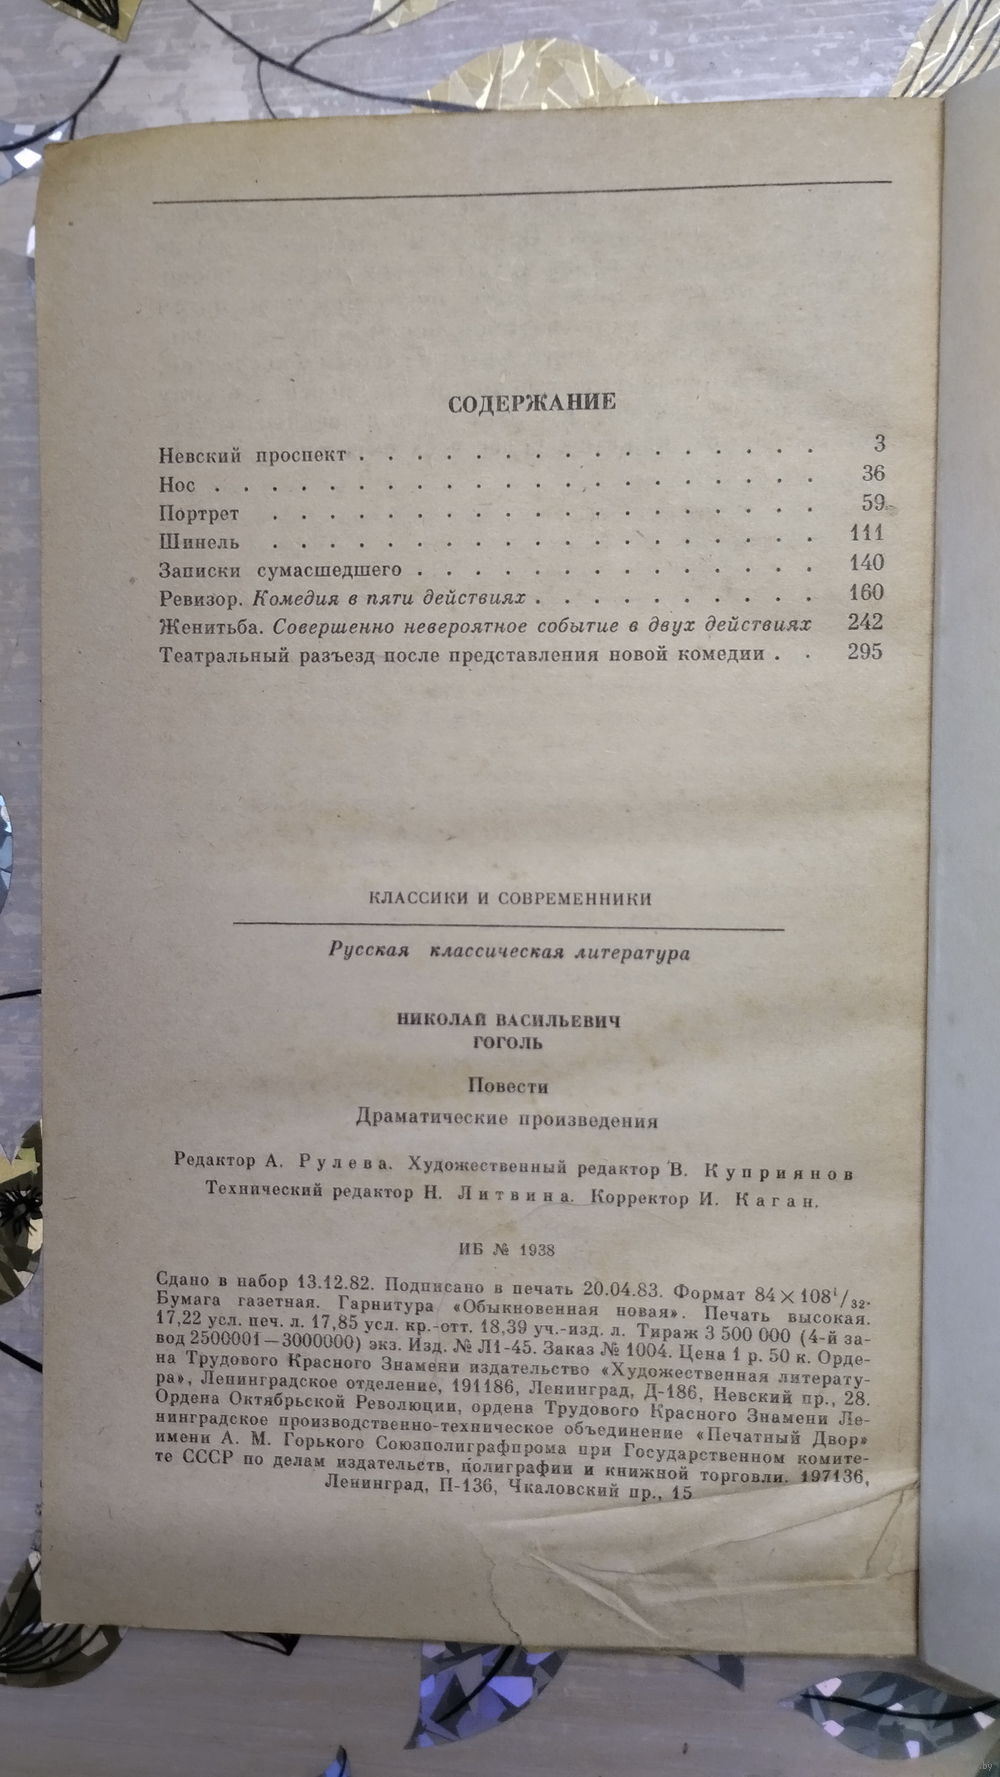 СОДЕРЖАНИЕ
Невский проспект . . . . . . . . . . . . . . . . 3
Нос . . . . . . . . . . . . . . . . . . . . . 36
Портрет . . . . . . . . . . . . . . . . . . . 59
Шинель . . . . . . . . . . . . . . . . . . . 111
Записки сумасшедшего . . . . . . . . . . . . . . 140
Ревизор. Комедия в пяти действиях . . . . . . . . . . 160
Женитьба. Совершенно невероятное событие в двух действиях 242
Театральный разъезд после представления новой комедии . . 295
КЛАССИКИ И СОВРЕМЕННИКИ
Русская классическая литература
НИКОЛАЙ ВАСИЛЬЕВИЧ
ГОГОЛЬ
Повести
Драматические произведения
Редактор А. Рулева. Художественный редактор В. Куприянов
Технический редактор Н. Литвина. Корректор И. Каган.
ИБ № 1938
Сдано в набор 13.12.82. Подписано в печать 20.04.83. Формат 84×108¹/₃₂.
Бумага газетная. Гарнитура «Обыкновенная новая». Печать высокая.
17,22 усл. печ. л. 17,85 усл. кр.-отт. 18,39 уч.-изд. л. Тираж 3 500 000 (4-й за-
вод 2500001—3000000) экз. Изд. № Л1-45. Заказ № 1004. Цена 1 р. 50 к. Орде-
на Трудового Красного Знамени издательство «Художественная литерату-
ра», Ленинградское отделение, 191186, Ленинград, Д-186, Невский пр., 28.
Ордена Октябрьской Революции, ордена Трудового Красного Знамени Ле-
нинградское производственно-техническое объединение «Печатный Двор»
имени А. М. Горького Союзполиграфпрома при Государственном комите-
те СССР по делам издательств, полиграфии и книжной торговли. 197136,
Ленинград, П-136, Чкаловский пр., 15